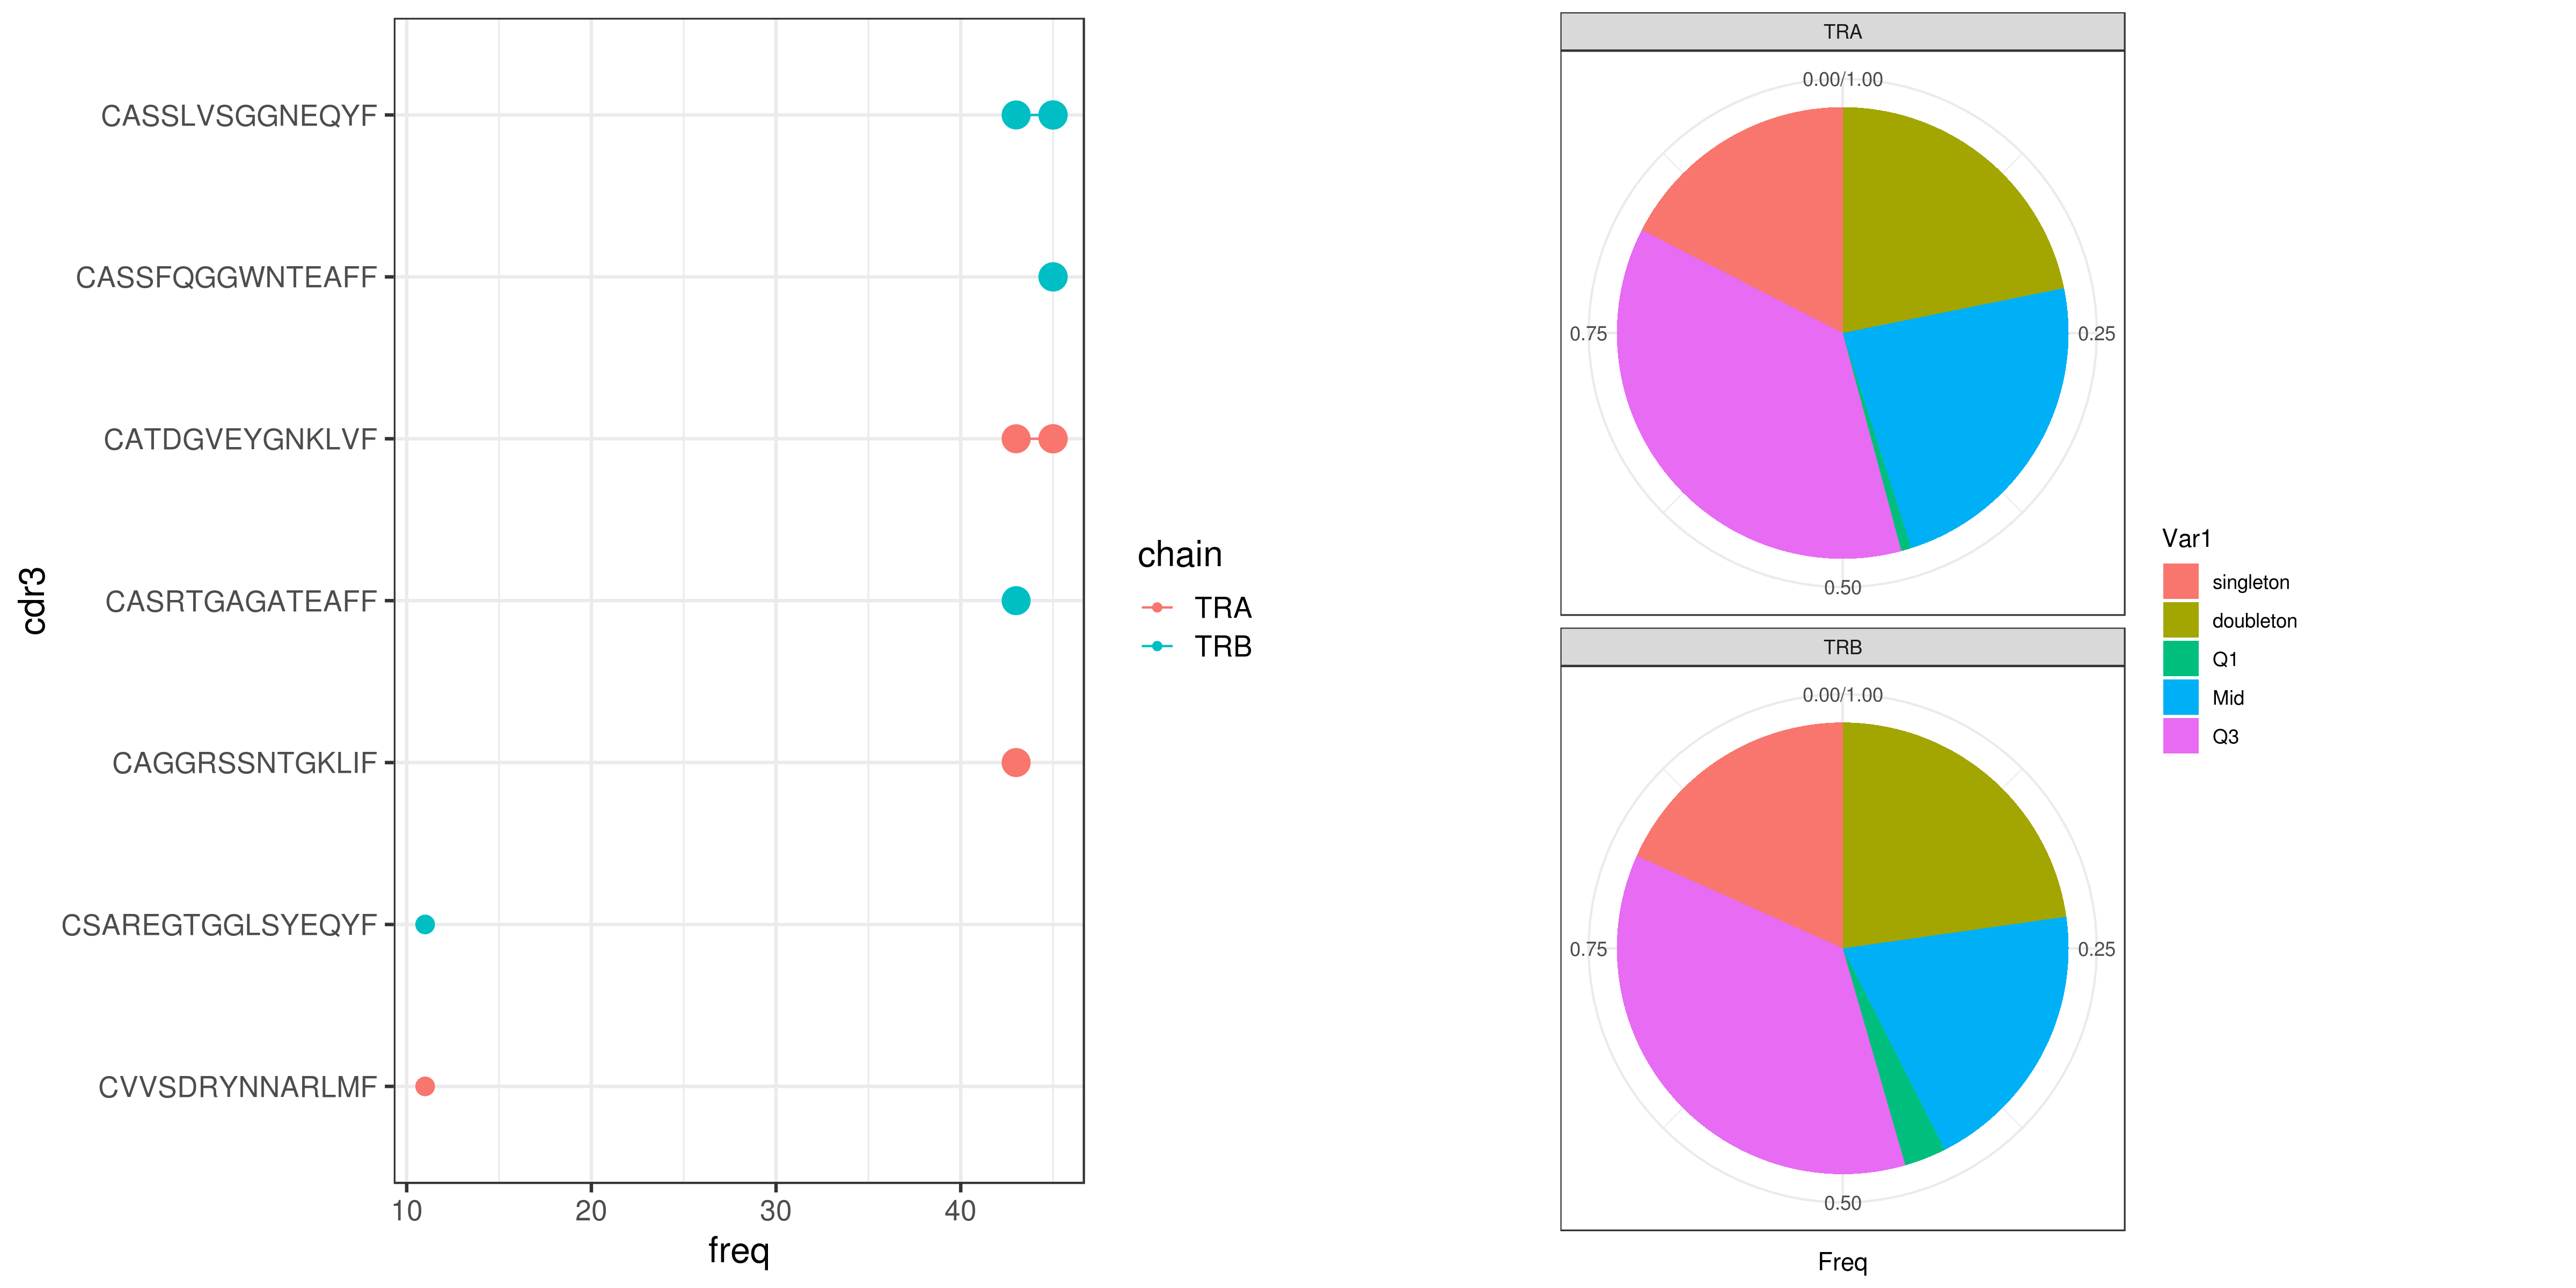 CASSLVSGGNEQYF
CASSFQGGWNTEAFF
CATDGVEYGNKLVF
CASRTGAGATEAFF
CAGGRSSNTGKLIF
CSAREGTGGLSYEQYF
CVVSDRYNNARLMF
cdr3
10 20 30 40
freq
chain
TRA
TRB
TRA
0.00/1.00
0.75 0.25
0.50
TRB
0.00/1.00
0.75 0.25
0.50
Freq
Var1
singleton
doubleton
Q1
Mid
Q3